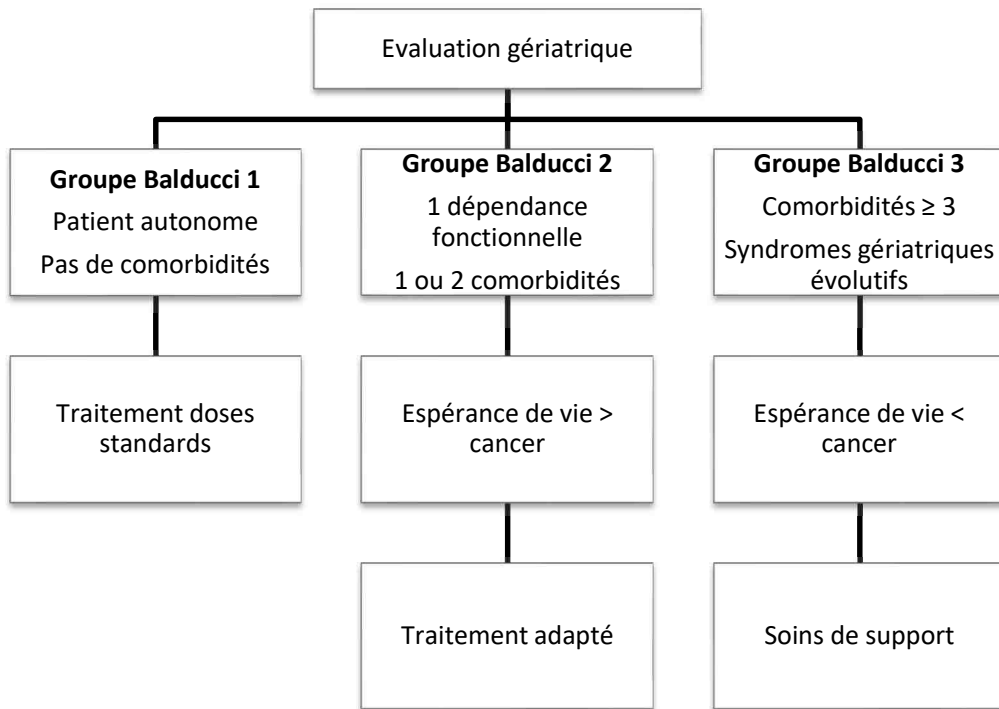 Evaluation gériatrique
Groupe Balducci 1
Patient autonome
Pas de comorbidités
Groupe Balducci 2
1 dépendance
fonctionnelle
1 ou 2 comorbidités
Groupe Balducci 3
Comorbidités ≥ 3
Syndromes gériatriques
évolutifs
Traitement doses
standards
Espérance de vie >
cancer
Espérance de vie <
cancer
Traitement adapté
Soins de support